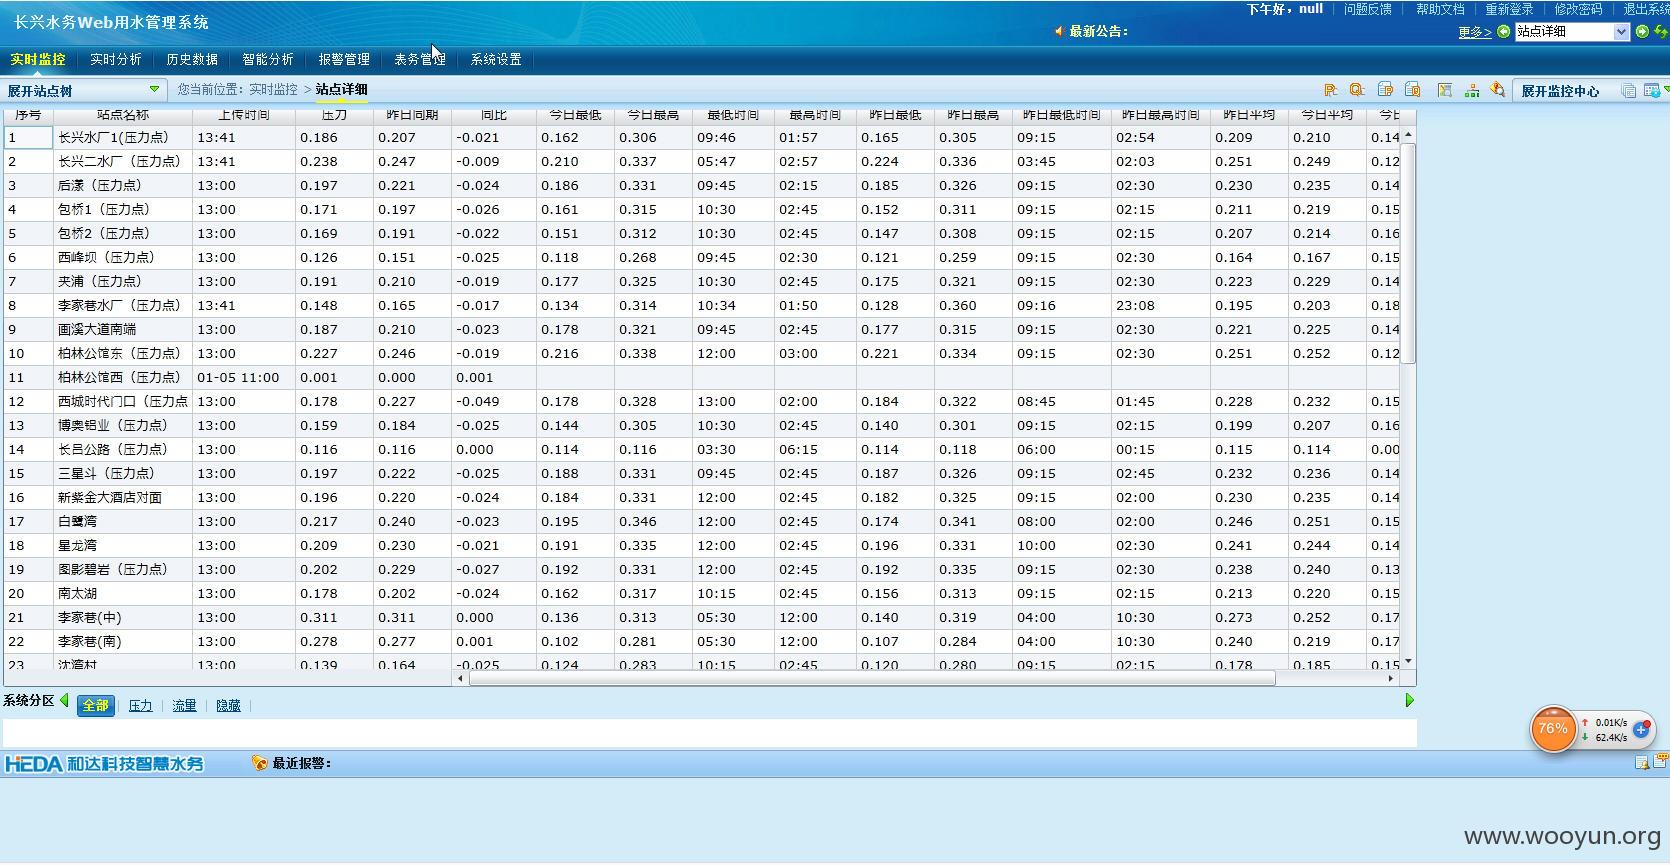 长兴水务Web用水管理系统
下午好，null 问题反馈 帮助文档 重新登录 修改密码 退出系统
最新公告： 更多> 站点详细
实时监控 实时分析 历史数据 智能分析 报警管理 表务管理 系统设置
展开站点树 您当前位置：实时监控 > 站点详细 展开监控中心
序号 站点名称 上传时间 压力 昨日同期 同比 今日最低 今日最高 最低时间 最高时间 昨日最低 昨日最高 昨日最低时间 昨日最高时间 昨日平均 今日平均 今日
1 长兴水厂1(压力点) 13:41 0.186 0.207 -0.021 0.162 0.306 09:46 01:57 0.165 0.305 09:15 02:54 0.209 0.210 0.14
2 长兴二水厂（压力点） 13:41 0.238 0.247 -0.009 0.210 0.337 05:47 02:57 0.224 0.336 03:45 02:03 0.251 0.249 0.12
3 后漾（压力点） 13:00 0.197 0.221 -0.024 0.186 0.331 09:45 02:15 0.185 0.326 09:15 02:30 0.230 0.235 0.14
4 包桥1（压力点） 13:00 0.171 0.197 -0.026 0.161 0.315 10:30 02:45 0.152 0.311 09:15 02:15 0.211 0.219 0.15
5 包桥2（压力点） 13:00 0.169 0.191 -0.022 0.151 0.312 10:30 02:45 0.147 0.308 09:15 02:15 0.207 0.214 0.16
6 西峰坝（压力点） 13:00 0.126 0.151 -0.025 0.118 0.268 09:45 02:30 0.121 0.259 09:15 02:30 0.164 0.167 0.15
7 夹浦（压力点） 13:00 0.191 0.210 -0.019 0.177 0.325 10:30 02:45 0.175 0.321 09:15 02:30 0.223 0.229 0.14
8 李家巷水厂（压力点） 13:41 0.148 0.165 -0.017 0.134 0.314 10:34 01:50 0.128 0.360 09:16 23:08 0.195 0.203 0.18
9 画溪大道南端 13:00 0.187 0.210 -0.023 0.178 0.321 09:45 02:45 0.177 0.315 09:15 02:30 0.221 0.225 0.14
10 柏林公馆东（压力点） 13:00 0.227 0.246 -0.019 0.216 0.338 12:00 03:00 0.221 0.334 09:15 02:30 0.251 0.252 0.12
11 柏林公馆西（压力点） 01-05 11:00 0.001 0.000 0.001
12 西城时代门口（压力点 13:00 0.178 0.227 -0.049 0.178 0.328 13:00 02:00 0.184 0.322 08:45 01:45 0.228 0.232 0.15
13 博奥铝业（压力点） 13:00 0.159 0.184 -0.025 0.144 0.305 10:30 02:45 0.140 0.301 09:15 02:15 0.199 0.207 0.16
14 长吕公路（压力点） 13:00 0.116 0.116 0.000 0.114 0.116 03:30 06:15 0.114 0.118 06:00 00:15 0.115 0.114 0.00
15 三星斗（压力点） 13:00 0.197 0.222 -0.025 0.188 0.331 09:45 02:45 0.187 0.326 09:15 02:45 0.232 0.236 0.14
16 新紫金大酒店对面 13:00 0.196 0.220 -0.024 0.184 0.331 12:00 02:45 0.182 0.325 09:15 02:00 0.230 0.235 0.14
17 白鹭湾 13:00 0.217 0.240 -0.023 0.195 0.346 12:00 02:45 0.174 0.341 08:00 02:00 0.246 0.251 0.15
18 星龙湾 13:00 0.209 0.230 -0.021 0.191 0.335 12:00 02:45 0.196 0.331 10:00 02:30 0.241 0.244 0.14
19 图影碧岩（压力点） 13:00 0.202 0.229 -0.027 0.192 0.331 12:00 02:45 0.192 0.335 09:15 02:30 0.238 0.240 0.13
20 南太湖 13:00 0.178 0.202 -0.024 0.162 0.317 10:15 02:45 0.156 0.313 09:15 02:15 0.213 0.220 0.15
21 李家巷(中) 13:00 0.311 0.311 0.000 0.136 0.313 05:30 12:00 0.140 0.319 04:00 10:30 0.273 0.252 0.17
22 李家巷(南) 13:00 0.278 0.277 0.001 0.102 0.281 05:30 12:00 0.107 0.284 04:00 10:30 0.240 0.219 0.17
23 沈湾村 13:00 0.139 0.164 -0.025 0.124 0.283 10:15 02:45 0.120 0.280 09:15 02:15 0.178 0.185 0.15
系统分区 全部 压力 流量 隐藏
76% 0.01K/s
62.4K/s
HEDA 和达科技智慧水务 最近报警：
www.wooyun.org